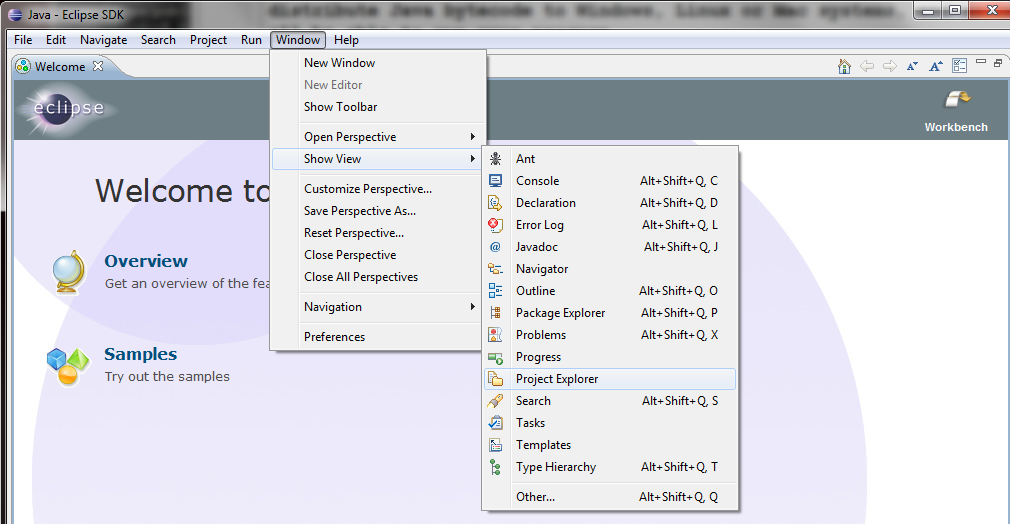 distribute Java bytecode to Windows, Linux or Mac systems,
Java - Eclipse SDK
File Edit Navigate Search Project Run Window Help
Welcome
eclipse
Workbench
New Window
New Editor
Show Toolbar
Open Perspective
Show View
Customize Perspective...
Save Perspective As...
Reset Perspective...
Close Perspective
Close All Perspectives
Navigation
Preferences
Ant
Console Alt+Shift+Q, C
Declaration Alt+Shift+Q, D
Error Log Alt+Shift+Q, L
Javadoc Alt+Shift+Q, J
Navigator
Outline Alt+Shift+Q, O
Package Explorer Alt+Shift+Q, P
Problems Alt+Shift+Q, X
Progress
Project Explorer
Search Alt+Shift+Q, S
Tasks
Templates
Type Hierarchy Alt+Shift+Q, T
Other... Alt+Shift+Q, Q
Welcome to
Overview
Get an overview of the fea
Samples
Try out the samples